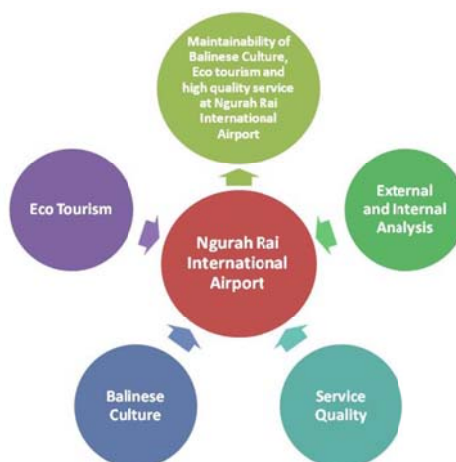 Maintainability of
Balinese Culture,
Eco tourism and
high quality service
at Ngurah Rai
International
Airport
Eco Tourism
External
and Internal
Analysis
Ngurah Rai
International
Airport
Balinese
Culture
Service
Quality